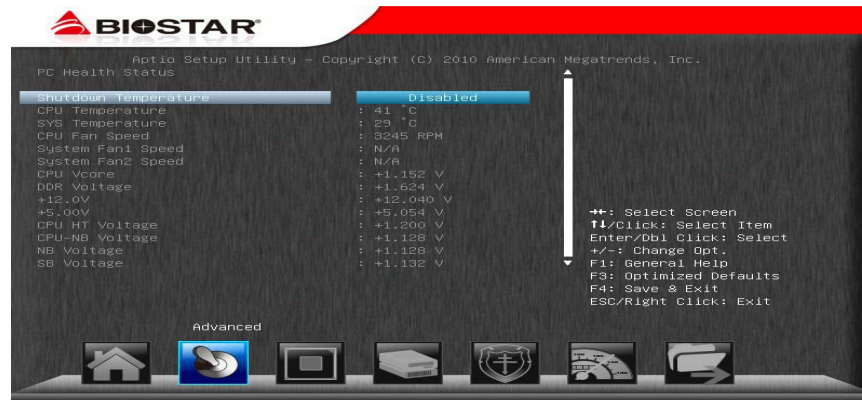 BIOSTAR®
Aptio Setup Utility - Copyright (C) 2010 American Megatrends, Inc.
PC Health Status
Shutdown Temperature Disabled
CPU Temperature : 41 °C
SYS Temperature : 29 °C
CPU Fan Speed : 3245 RPM
System Fan1 Speed : N/A
System Fan2 Speed : N/A
CPU Vcore : +1.152 V
DDR Voltage : +1.624 V
+12.0V : +12.040 V
+5.00V : +5.054 V
CPU HT Voltage : +1.200 V
CPU-NB Voltage : +1.128 V
NB Voltage : +1.128 V
SB Voltage : +1.132 V
→←: Select Screen
↑↓/Click: Select Item
Enter/Dbl Click: Select
+/-: Change Opt.
F1: General Help
F3: Optimized Defaults
F4: Save & Exit
ESC/Right Click: Exit
Advanced